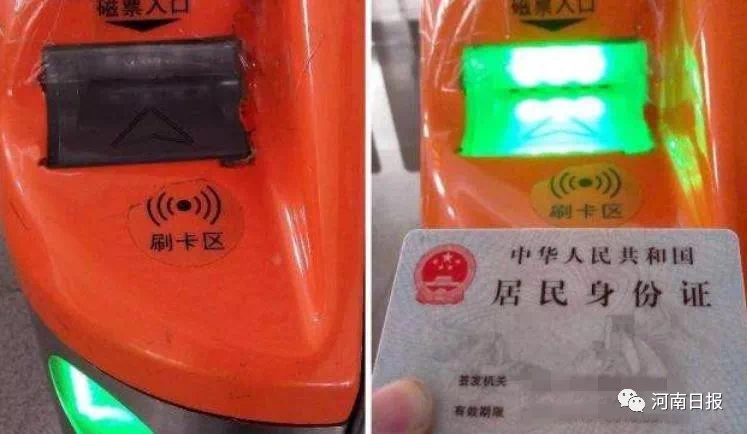 磁票入口
刷卡区
磁票入口
刷卡区
中华人民共和国
居民身份证
签发机关
有效期限
河南日报